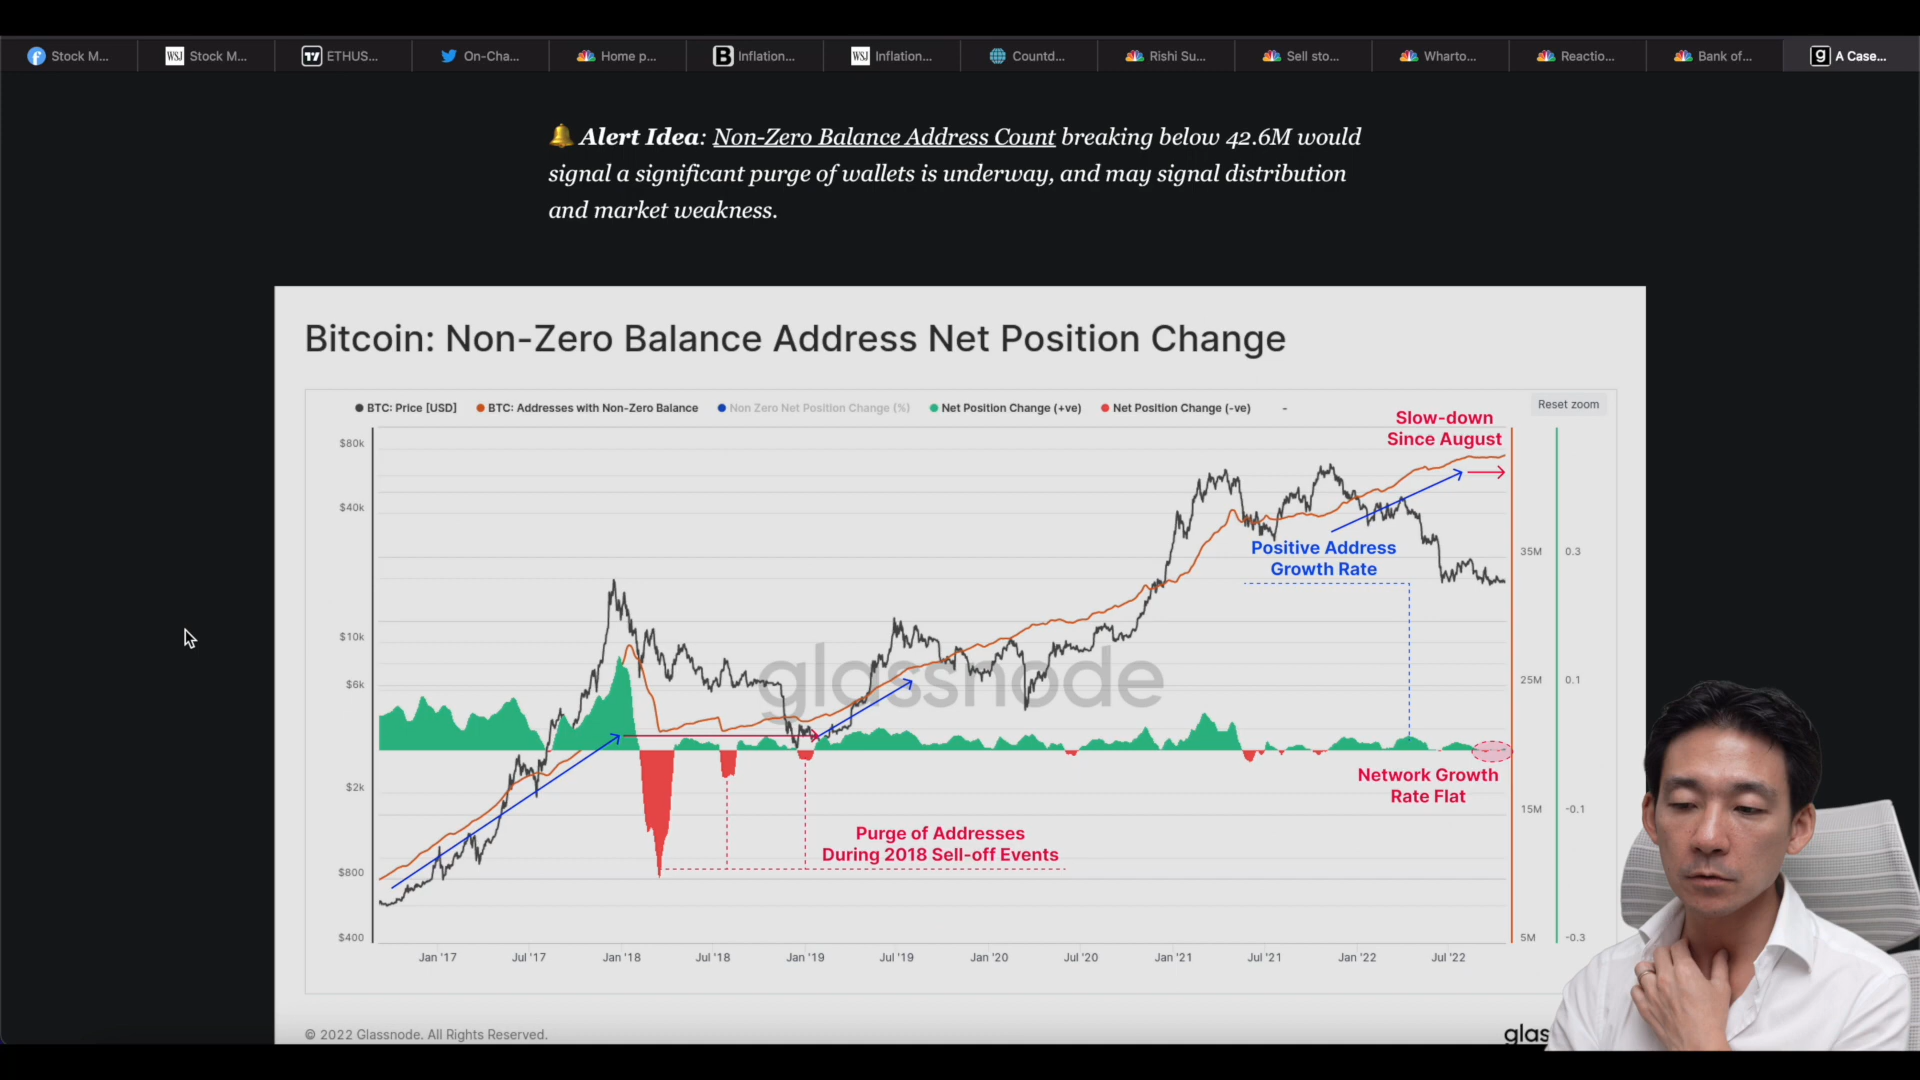 Stock M...
WSJ Stock M...
17 ETHUS...
On-Cha...
Home p...
B Inflation...
WSJ Inflation...
Countd...
Rishi Su...
Sell sto...
Wharto...
Reactio...
Bank of...
g A Case...
Alert Idea: Non-Zero Balance Address Count breaking below 42.6M would
signal a significant purge of wallets is underway, and may signal distribution
and market weakness.
Bitcoin: Non-Zero Balance Address Net Position Change
BTC: Price [USD]
BTC: Addresses with Non-Zero Balance
Non Zero Net Position Change (%)
Net Position Change (+ve)
Net Position Change (-ve)
-
Reset zoom
Slow-down
Since August
$80k
$40k
$10k
$6k
$2k
$800
$400
Positive Address
Growth Rate
glassnode
Network Growth
Rate Flat
Purge of Addresses
During 2018 Sell-off Events
35M
25M
15M
5M
0.3
0.1
-0.1
-0.3
Jan '17
Jul '17
Jan '18
Jul '18
Jan '19
Jul '19
Jan '20
Jul '20
Jan '21
Jul '21
Jan '22
Jul '22
© 2022 Glassnode. All Rights Reserved.
glas